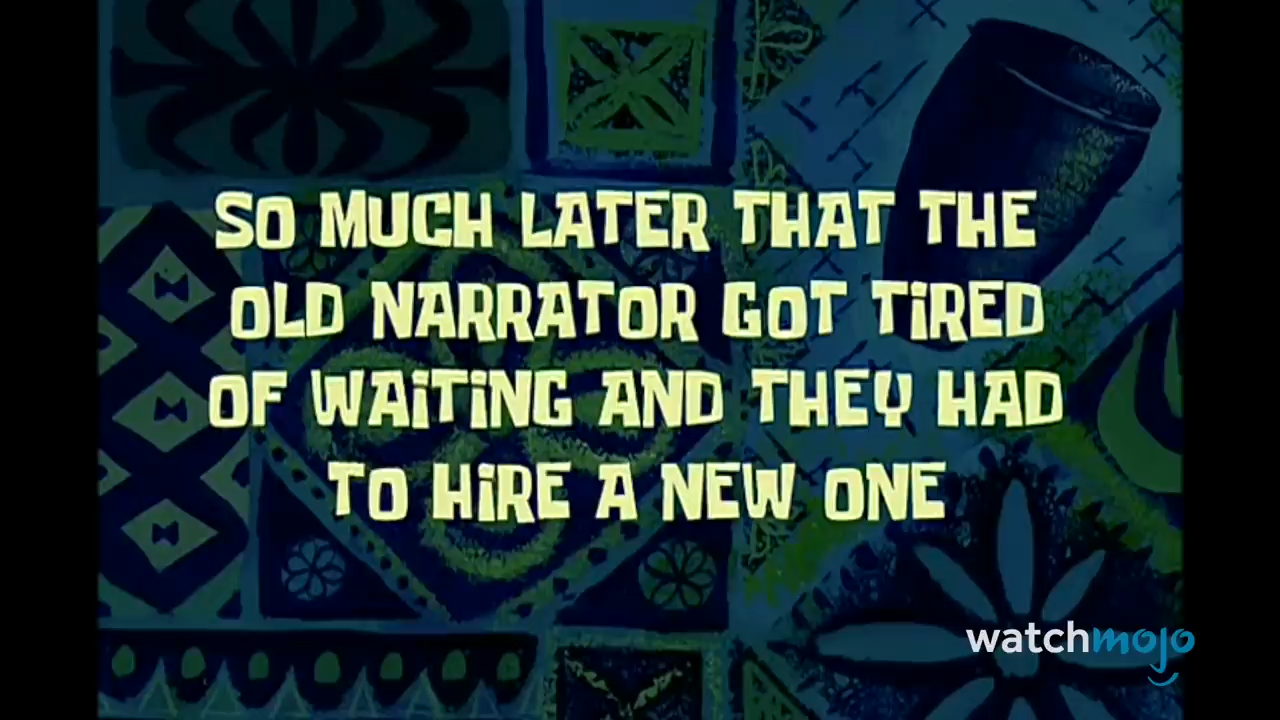 SO MUCH LATER THAT THE
OLD NARRATOR GOT TiRED
OF WAiTiNG AND THEY HAD
TO HiRE A NEW ONE
watchmojo